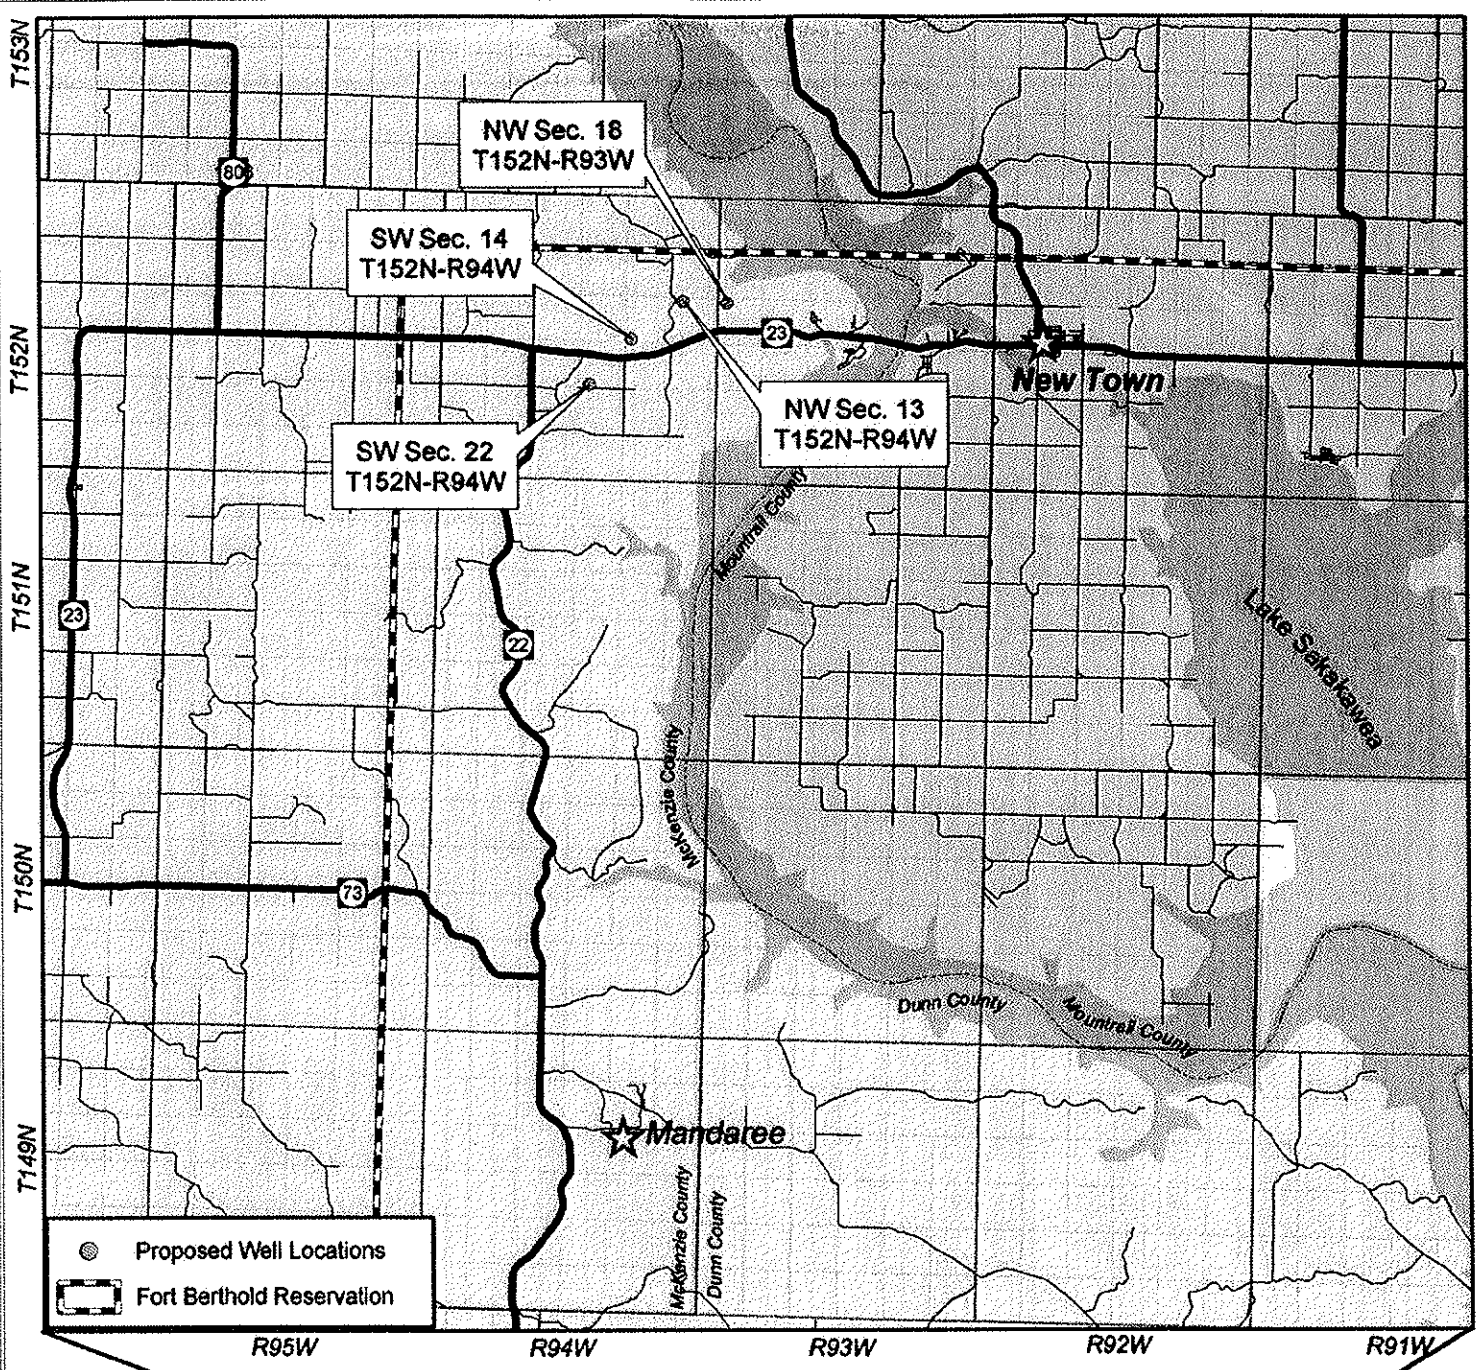 T153N
NW Sec. 18
T152N-R93W
SW Sec. 14
T152N-R94W
23
T152N
New Town
NW Sec. 13
T152N-R94W
SW Sec. 22
T152N-R94W
Mountrail County
T151N
23
22
Lake Sakakawea
McKenzie County
T150N
73
Dunn County
Mountrail County
T149N
Mandaree
McKenzie County
Dunn County
Proposed Well Locations
Fort Berthold Reservation
R95W
R94W
R93W
R92W
R91W